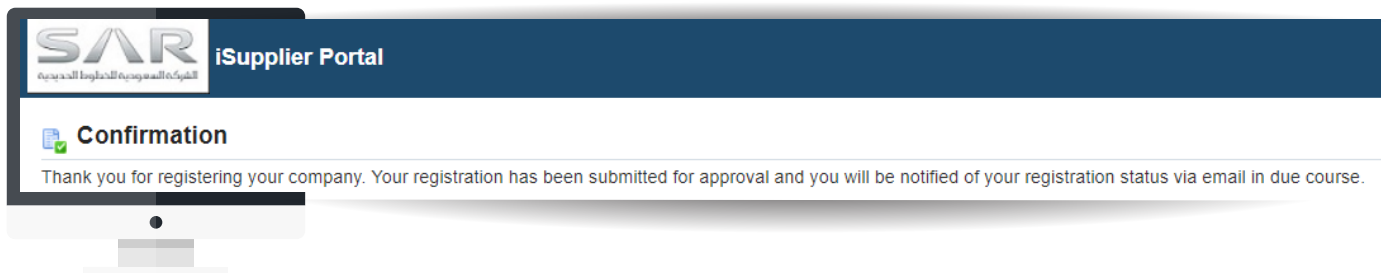 SAR
الشركة السعودية للخطوط الحديدية
iSupplier Portal
Confirmation
Thank you for registering your company. Your registration has been submitted for approval and you will be notified of your registration status via email in due course.